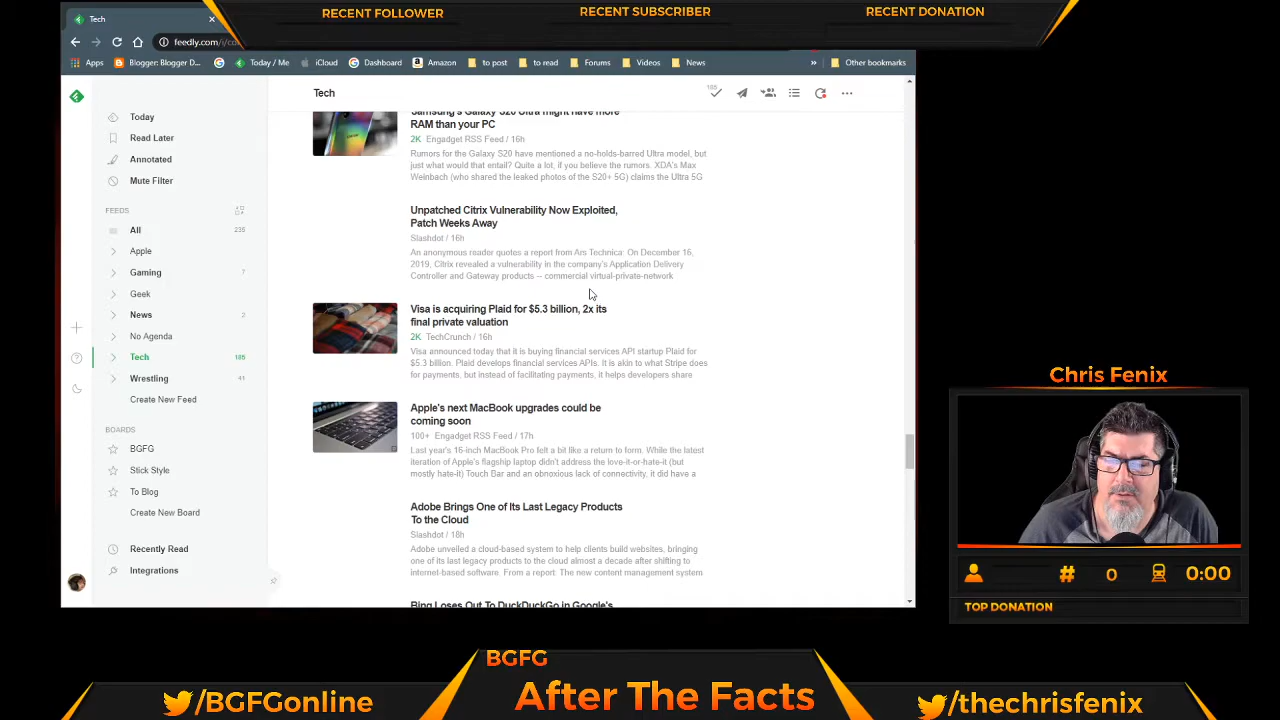 RECENT FOLLOWER
RECENT SUBSCRIBER
RECENT DONATION
Tech
feedly.com/i/co
Apps
Blogger: Blogger D...
Today / Me
iCloud
Dashboard
Amazon
to post
to read
Forums
Videos
News
»
Other bookmarks
Tech
185
Today
Read Later
Annotated
Mute Filter
FEEDS
All 235
Apple
Gaming 7
Geek
News 2
No Agenda
Tech 185
Wrestling 41
Create New Feed
BOARDS
BGFG
Stick Style
To Blog
Create New Board
Recently Read
Integrations
Samsung's Galaxy S20 Ultra might have more
RAM than your PC
2K Engadget RSS Feed / 16h
Rumors for the Galaxy S20 have mentioned a no-holds-barred Ultra model, but
just what would that entail? Quite a lot, if you believe the rumors. XDA's Max
Weinbach (who shared the leaked photos of the S20+ 5G) claims the Ultra 5G
Unpatched Citrix Vulnerability Now Exploited,
Patch Weeks Away
Slashdot / 16h
An anonymous reader quotes a report from Ars Technica: On December 16,
2019, Citrix revealed a vulnerability in the company's Application Delivery
Controller and Gateway products -- commercial virtual-private-network
Visa is acquiring Plaid for $5.3 billion, 2x its
final private valuation
2K TechCrunch / 16h
Visa announced today that it is buying financial services API startup Plaid for
$5.3 billion. Plaid develops financial services APIs. It is akin to what Stripe does
for payments, but instead of facilitating payments, it helps developers share
Apple's next MacBook upgrades could be
coming soon
100+ Engadget RSS Feed / 17h
Last year's 16-inch MacBook Pro felt a bit like a return to form. While the latest
iteration of Apple's flagship laptop didn't address the love-it-or-hate-it (but
mostly hate-it) Touch Bar and an obnoxious lack of connectivity, it did have a
Adobe Brings One of Its Last Legacy Products
To the Cloud
Slashdot / 18h
Adobe unveiled a cloud-based system to help clients build websites, bringing
one of its last legacy products to the cloud almost a decade after shifting to
internet-based software. From a report: The new content management system
Bing Loses Out To DuckDuckGo in Google's
Chris Fenix
# 0 0:00
TOP DONATION
BGFG
After The Facts
/BGFGonline
/thechrisfenix